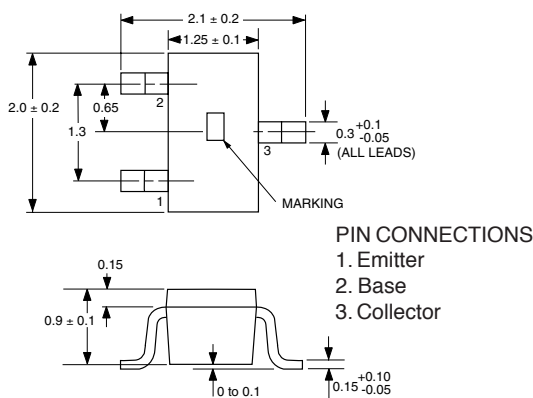 2.1 ± 0.2
1.25 ± 0.1
2.0 ± 0.2
0.65
1.3
2
1
3
0.3 +0.1
-0.05
(ALL LEADS)
MARKING
PIN CONNECTIONS
1. Emitter
2. Base
3. Collector
0.15
0.9 ± 0.1
0 to 0.1
0.15 +0.10
-0.05